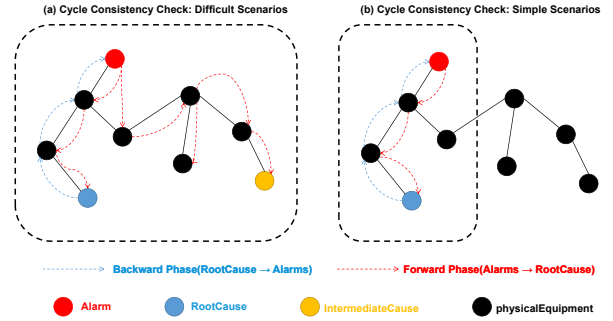 (a) Cycle Consistency Check: Difficult Scenarios
(b) Cycle Consistency Check: Simple Scenarios
Backward Phase(RootCause → Alarms)
Forward Phase(Alarms → RootCause)
Alarm
RootCause
IntermediateCause
physicalEquipment